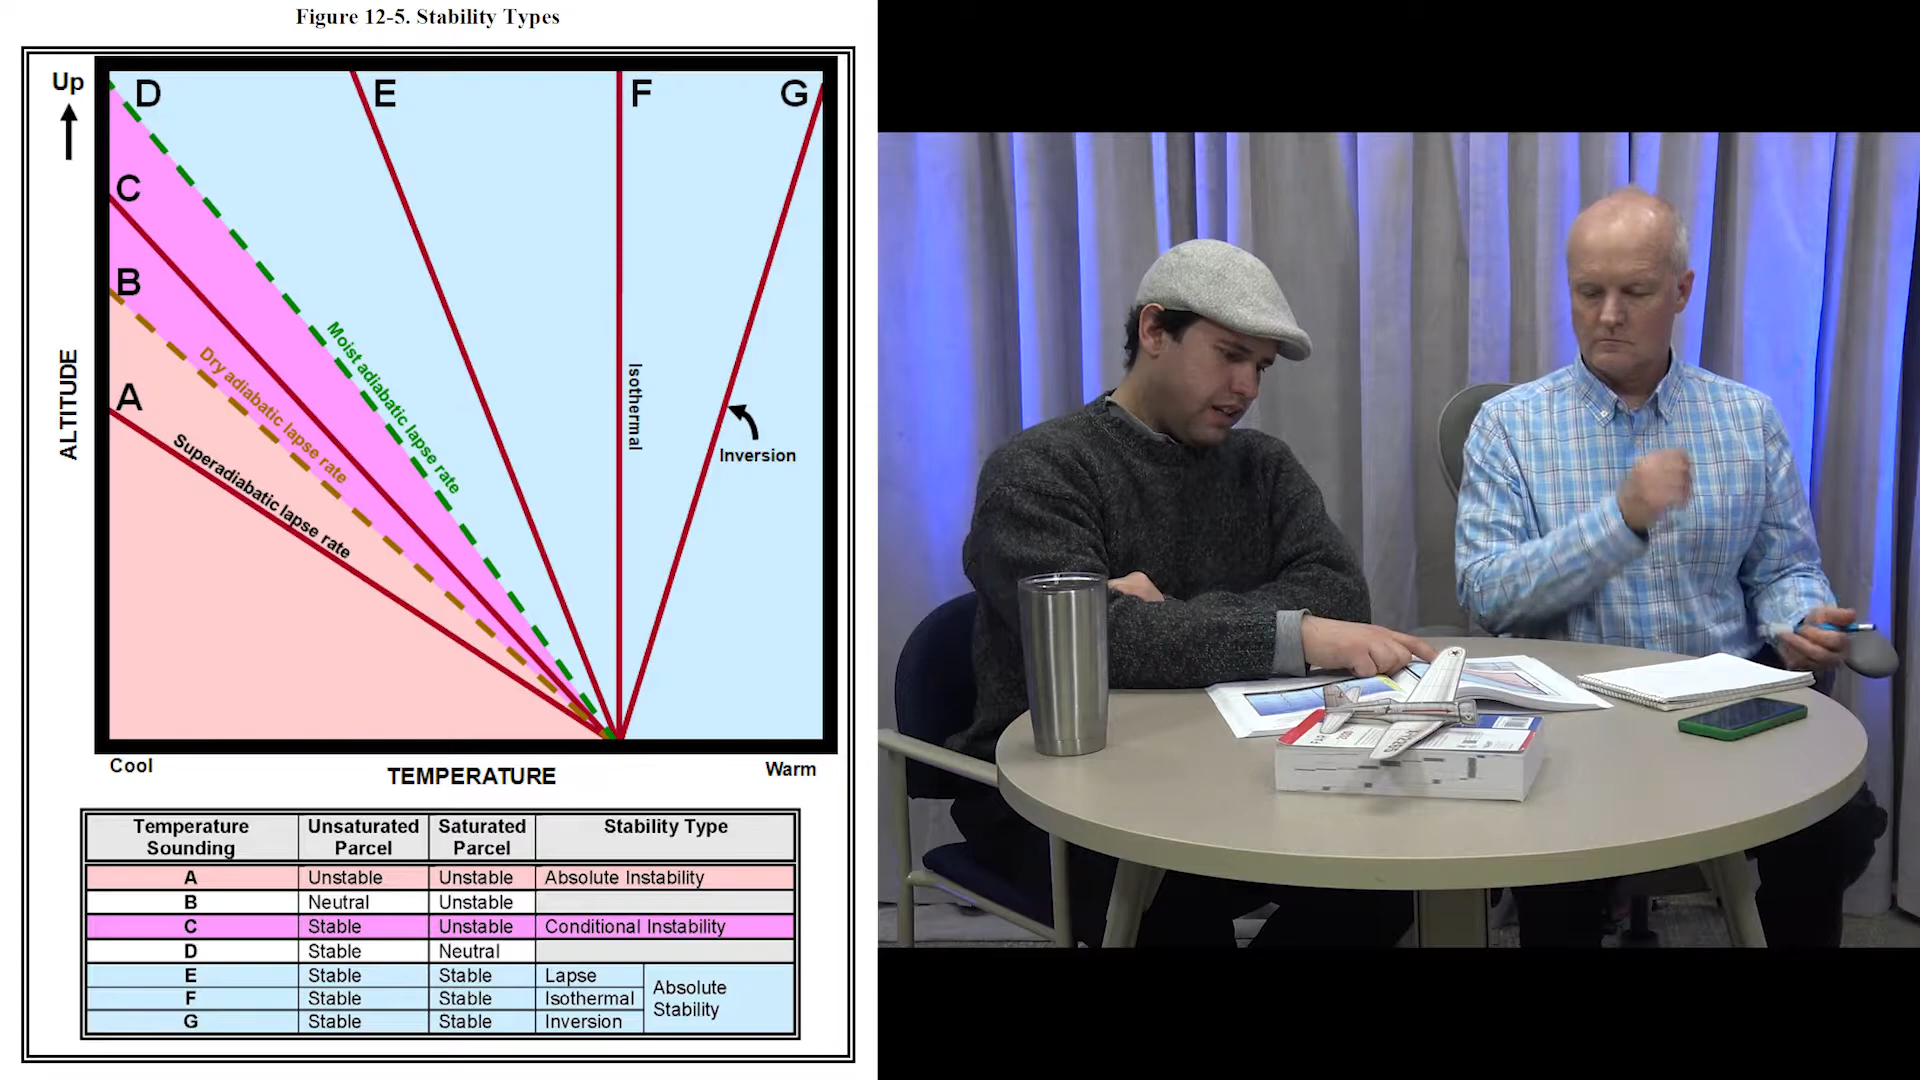 Figure 12-5. Stability Types
Up
D
E
F
G
C
B
A
ALTITUDE
Moist adiabatic lapse rate
Dry adiabatic lapse rate
Superadiabatic lapse rate
Isothermal
Inversion
Cool
TEMPERATURE
Warm
Temperature Sounding Unsaturated Parcel Saturated Parcel Stability Type
A Unstable Unstable Absolute Instability
B Neutral Unstable
C Stable Unstable Conditional Instability
D Stable Neutral
E Stable Stable Lapse
F Stable Stable Isothermal
G Stable Stable Inversion
Absolute
Stability